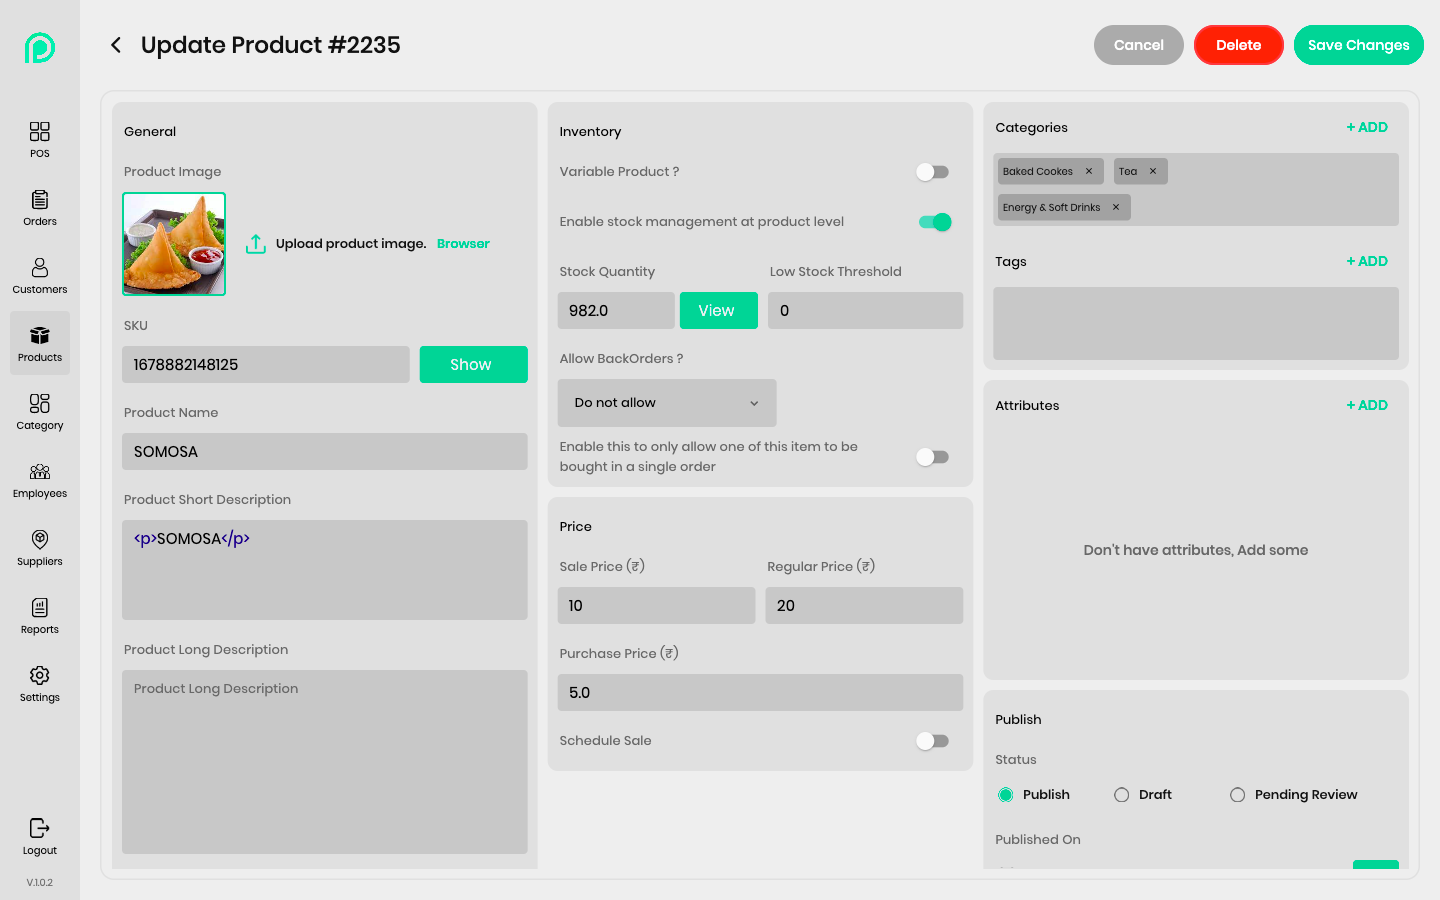 Update Product #2235
Cancel
Delete
Save Changes
POS
Orders
Customers
Products
Category
Employees
Suppliers
Reports
Settings
Logout
V.1.0.2
General
Product Image
Upload product image. Browser
SKU
1678882148125
Show
Product Name
SOMOSA
Product Short Description
<p>SOMOSA</p>
Product Long Description
Product Long Description
Inventory
Variable Product ?
Enable stock management at product level
Stock Quantity
Low Stock Threshold
982.0
View
0
Allow BackOrders ?
Do not allow
Enable this to only allow one of this item to be
bought in a single order
Price
Sale Price (₹)
Regular Price (₹)
10
20
Purchase Price (₹)
5.0
Schedule Sale
Categories
+ ADD
Baked Cookes ×
Tea ×
Energy & Soft Drinks ×
Tags
+ ADD
Attributes
+ ADD
Don't have attributes, Add some
Publish
Status
Publish
Draft
Pending Review
Published On